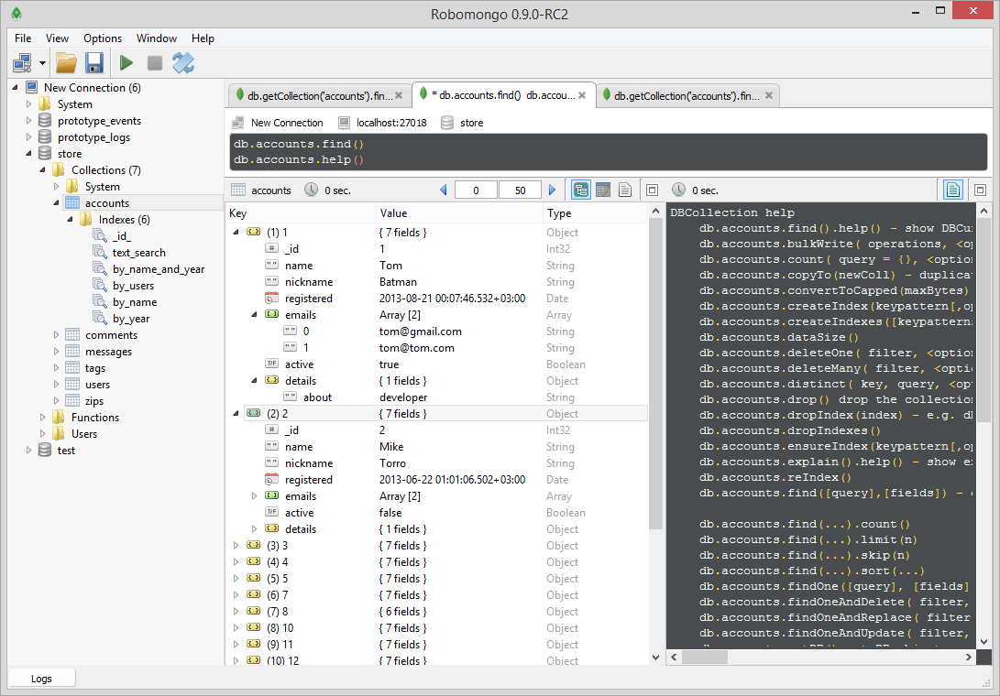 Robomongo 0.9.0-RC2
File View Options Window Help
New Connection (6)
System
prototype_events
prototype_logs
store
Collections (7)
System
accounts
Indexes (6)
_id_
text_search
by_name_and_year
by_users
by_name
by_year
comments
messages
tags
users
zips
Functions
Users
test
db.getCollection('accounts').fin... * db.accounts.find() db.accou... db.getCollection('accounts').fin...
New Connection localhost:27018 store
db.accounts.find()
db.accounts.help()
accounts 0 sec. 0 50
Key Value Type
(1) 1 { 7 fields } Object
_id 1 Int32
name Tom String
nickname Batman String
registered 2013-08-21 00:07:46.532+03:00 Date
emails Array [2] Array
0 tom@gmail.com String
1 tom@tom.com String
active true Boolean
details { 1 fields } Object
about developer String
(2) 2 { 7 fields } Object
_id 2 Int32
name Mike String
nickname Torro String
registered 2013-06-22 01:01:06.502+03:00 Date
emails Array [2] Array
active false Boolean
details { 1 fields } Object
(3) 3 { 7 fields } Object
(4) 4 { 7 fields } Object
(5) 5 { 7 fields } Object
(6) 7 { 7 fields } Object
(7) 8 { 6 fields } Object
(8) 10 { 7 fields } Object
(9) 11 { 7 fields } Object
(10) 12 { 7 fields } Object
0 sec.
DBCollection help
db.accounts.find().help() - show DBCu
db.accounts.bulkWrite( operations, <op
db.accounts.count( query = {}, <option
db.accounts.copyTo(newColl) - duplica
db.accounts.convertToCapped(maxBytes)
db.accounts.createIndex(keypattern[,op
db.accounts.createIndexes([keypattern
db.accounts.dataSize()
db.accounts.deleteOne( filter, <option
db.accounts.deleteMany( filter, <optio
db.accounts.distinct( key, query, <opt
db.accounts.drop() drop the collection
db.accounts.dropIndex(index) - e.g. db
db.accounts.dropIndexes()
db.accounts.ensureIndex(keypattern[,op
db.accounts.explain().help() - show ex
db.accounts.reIndex()
db.accounts.find([query],[fields]) -
db.accounts.find(...).count()
db.accounts.find(...).limit(n)
db.accounts.find(...).skip(n)
db.accounts.find(...).sort(...)
db.accounts.findOne([query], [fields]
db.accounts.findOneAndDelete( filter,
db.accounts.findOneAndReplace( filter
db.accounts.findOneAndUpdate( filter,
Logs